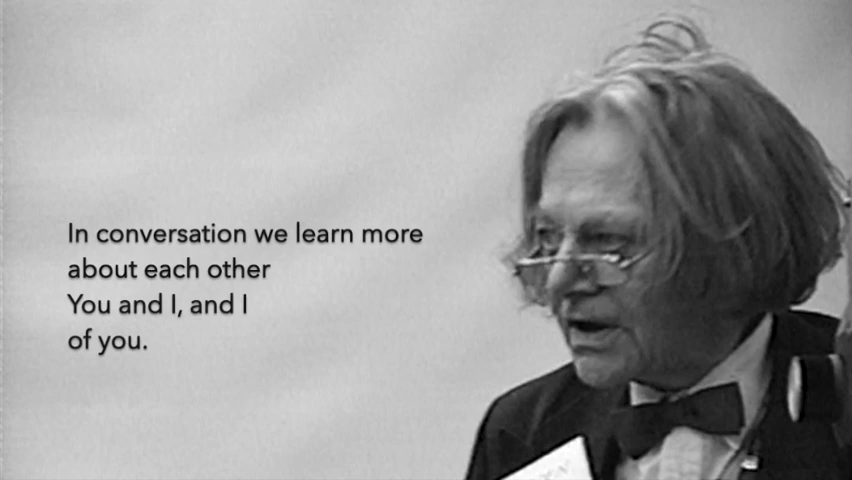 In conversation we learn more
about each other
You and I, and I
of you.